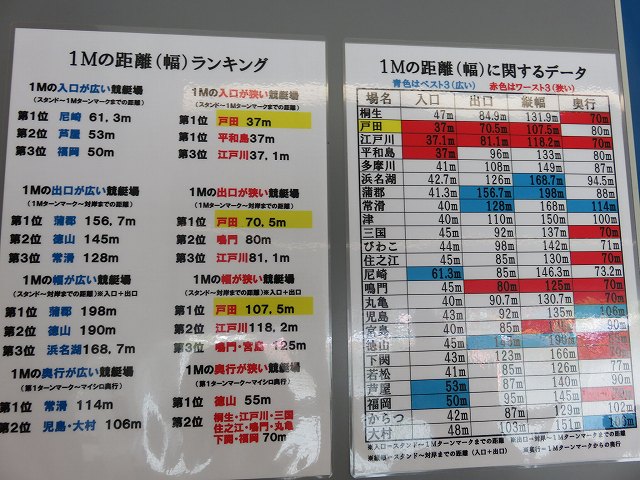 1Mの距離(幅)ランキング
1Mの入口が広い競艇場
(スタンド〜1Mターンマークまでの距離)
第1位 尼崎 61.3m
第2位 芦屋 53m
第3位 福岡 50m
1Mの入口が狭い競艇場
(スタンド〜1Mターンマークまでの距離)
第1位 戸田 37m
第1位 平和島 37m
第3位 江戸川 37.1m
1Mの出口が広い競艇場
(1Mターンマーク〜対岸までの距離)
第1位 蒲郡 156.7m
第2位 徳山 145m
第3位 常滑 128m
1Mの出口が狭い競艇場
(1Mターンマーク〜対岸までの距離)
第1位 戸田 70.5m
第2位 鳴門 80m
第3位 江戸川 81.1m
1Mの幅が広い競艇場
(スタンド〜対岸までの距離)※入口+出口
第1位 蒲郡 198m
第2位 徳山 190m
第3位 浜名湖 168.7m
1Mの幅が狭い競艇場
(スタンド〜対岸までの距離)※入口+出口
第1位 戸田 107.5m
第2位 江戸川 118.2m
第3位 鳴門・宮島 125m
1Mの奥行が広い競艇場
(第1ターンマーク〜マイシロ奥行)
第1位 常滑 114m
第2位 児島・大村 106m
1Mの奥行が狭い競艇場
(第1ターンマーク〜マイシロ奥行)
第1位 徳山 55m
第2位 桐生・江戸川・三国
住之江・鳴門・丸亀
下関・福岡 70m
1Mの距離(幅)に関するデータ
青色はベスト3(広い) 赤色はワースト3(狭い)
場名 入口 出口 縦幅 奥行
桐生 47m 84.9m 131.9m 70m
戸田 37m 70.5m 107.5m 80m
江戸川 37.1m 81.1m 118.2m 70m
平和島 37m 96m 133m 80m
多摩川 41m 108m 149m 87m
浜名湖 42.7m 126m 168.7m 94.5m
蒲郡 41.3m 156.7m 198m 88m
常滑 40m 128m 168m 114m
津 40m 110m 150m 100m
三国 45m 92m 137m 70m
びわこ 44m 98m 142m 71m
住之江 45m 95m 140m 70m
尼崎 61.3m 85m 146.3m 73.2m
鳴門 45m 80m 125m 70m
丸亀 40m 90.7m 130.7m 70m
児島 43m 92m 135m 106m
宮島 40m 85m
徳山 45m
下関 43m 123m 166m
若松 41m 85m 126m 77m
芦屋 53m 87m 140m 90m
福岡 50m 90m 140m
からつ 42m 87m 129m 102m
大村 48m 103m 151m 106m
※入口=スタンド〜1Mターンマークまでの距離 ※出口=対岸〜1Mターンマークまでの距離
※縦幅=スタンド〜対岸までの距離(入口+出口) ※奥行=1Mターンマークからの奥行